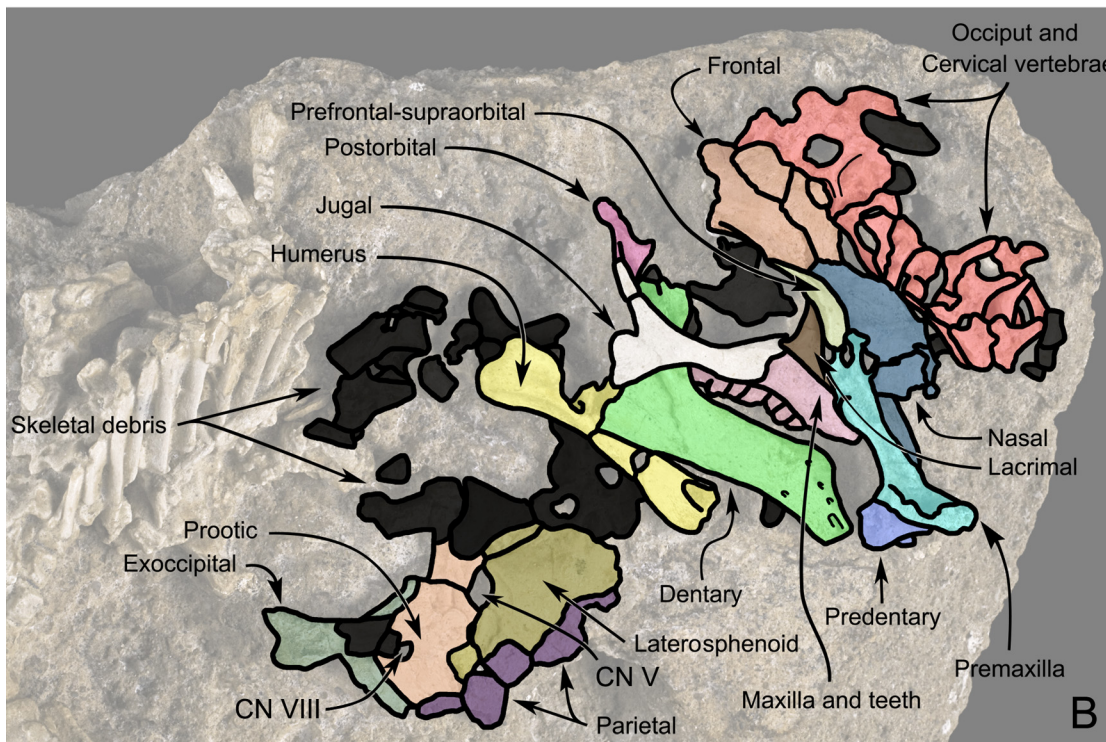 Occiput and
Cervical vertebrae
Frontal
Prefrontal-supraorbital
Postorbital
Jugal
Humerus
Skeletal debris
Nasal
Lacrimal
Prootic
Exoccipital
Dentary
Predentary
Laterosphenoid
CN V
Premaxilla
Maxilla and teeth
CN VIII
Parietal
B